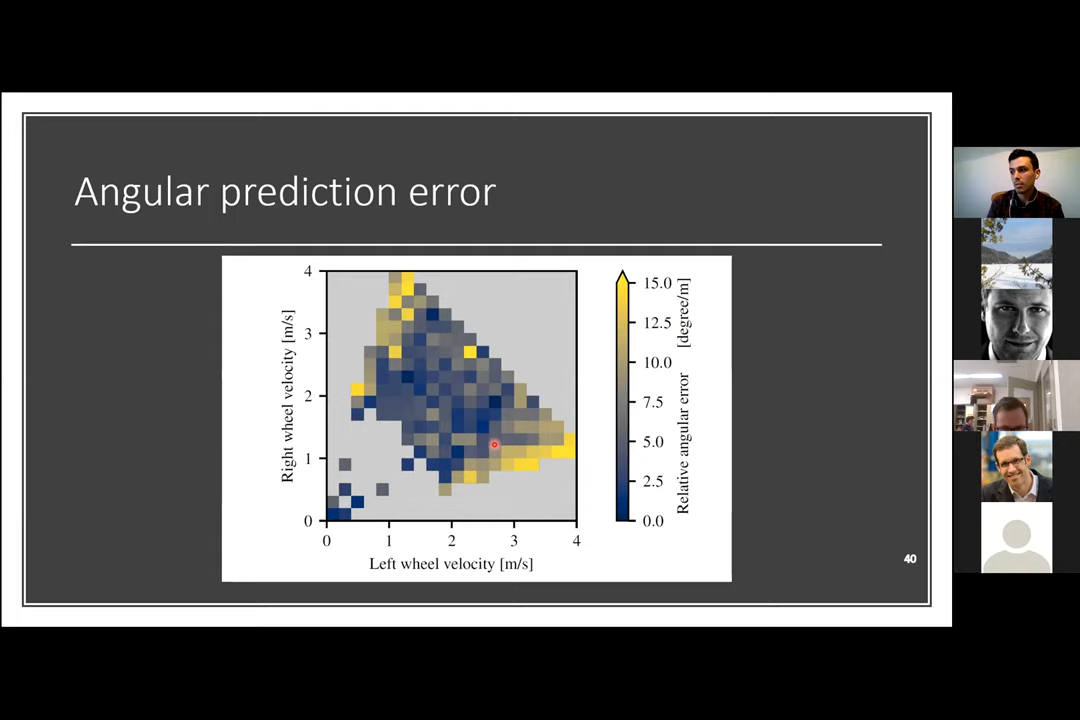 Angular prediction error
4
3
2
1
0
0 1 2 3 4
Right wheel velocity [m/s]
Left wheel velocity [m/s]
15.0
12.5
10.0
7.5
5.0
2.5
0.0
Relative angular error [degree/m]
40